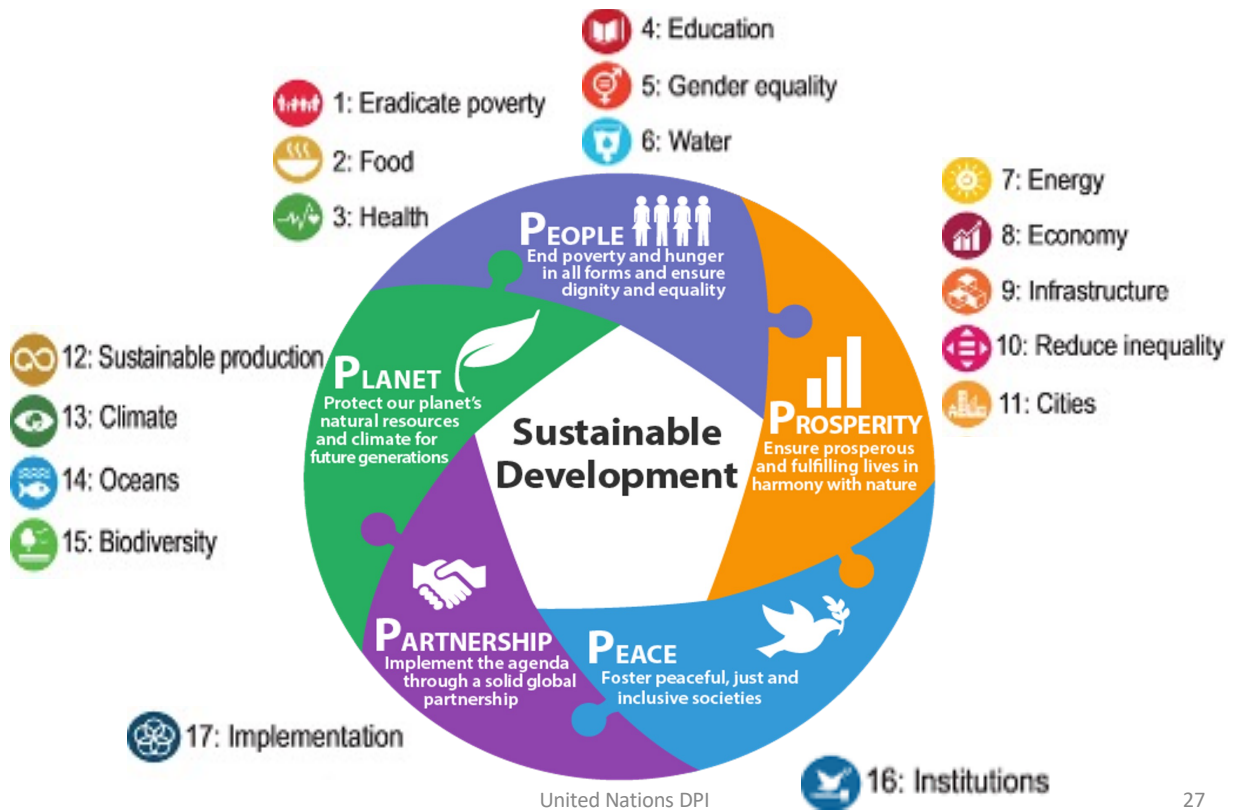 4: Education
5: Gender equality
6: Water
1: Eradicate poverty
2: Food
3: Health
7: Energy
8: Economy
9: Infrastructure
10: Reduce inequality
11: Cities
PEOPLE
End poverty and hunger
in all forms and ensure
dignity and equality
12: Sustainable production
13: Climate
14: Oceans
15: Biodiversity
PLANET
Protect our planet's
natural resources
and climate for
future generations
Sustainable
Development
PROSPERITY
Ensure prosperous
and fulfilling lives in
harmony with nature
PARTNERSHIP
Implement the agenda
through a solid global
partnership
PEACE
Foster peaceful, just and
inclusive societies
17: Implementation
16: Institutions
United Nations DPI
27